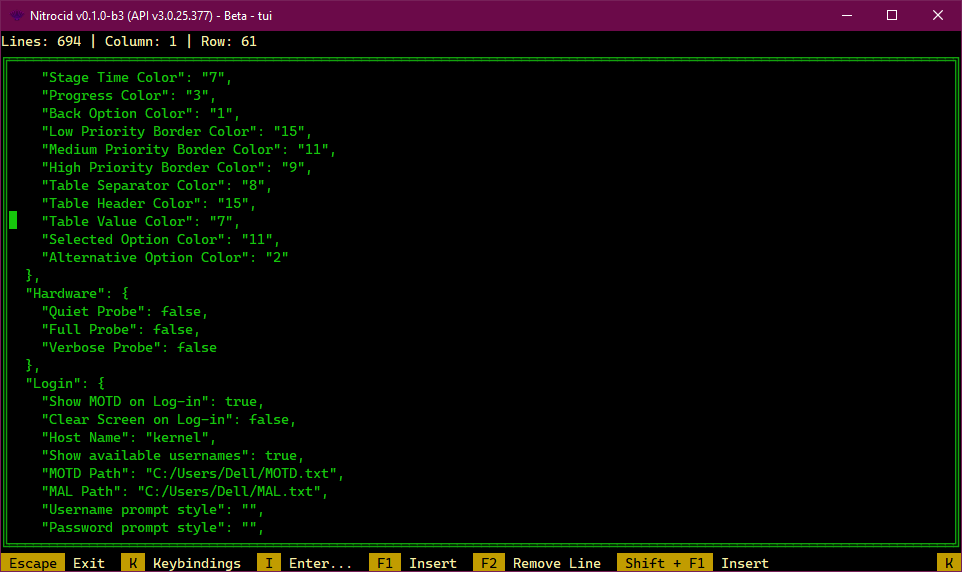 Nitrocid v0.1.0-b3 (API v3.0.25.377) - Beta - tui
Lines: 694 | Column: 1 | Row: 61
"Stage Time Color": "7",
"Progress Color": "3",
"Back Option Color": "1",
"Low Priority Border Color": "15",
"Medium Priority Border Color": "11",
"High Priority Border Color": "9",
"Table Separator Color": "8",
"Table Header Color": "15",
"Table Value Color": "7",
"Selected Option Color": "11",
"Alternative Option Color": "2"
},
"Hardware": {
"Quiet Probe": false,
"Full Probe": false,
"Verbose Probe": false
},
"Login": {
"Show MOTD on Log-in": true,
"Clear Screen on Log-in": false,
"Host Name": "kernel",
"Show available usernames": true,
"MOTD Path": "C:/Users/Dell/MOTD.txt",
"MAL Path": "C:/Users/Dell/MAL.txt",
"Username prompt style": "",
"Password prompt style": "",
Escape Exit K Keybindings I Enter... F1 Insert F2 Remove Line Shift + F1 Insert K